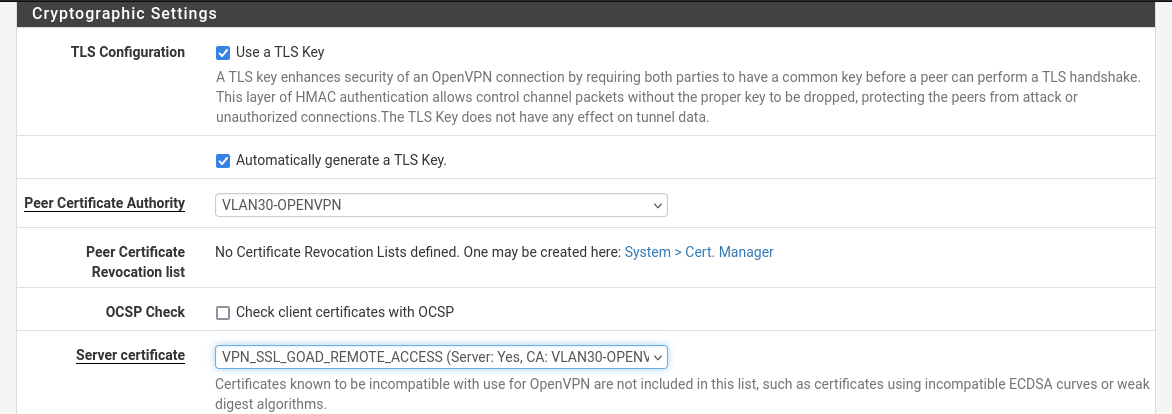 Cryptographic Settings
TLS Configuration
Use a TLS Key
A TLS key enhances security of an OpenVPN connection by requiring both parties to have a common key before a peer can perform a TLS handshake.
This layer of HMAC authentication allows control channel packets without the proper key to be dropped, protecting the peers from attack or
unauthorized connections.The TLS Key does not have any effect on tunnel data.
Automatically generate a TLS Key.
Peer Certificate Authority
VLAN30-OPENVPN
Peer Certificate
Revocation list
No Certificate Revocation Lists defined. One may be created here: System > Cert. Manager
OCSP Check
Check client certificates with OCSP
Server certificate
VPN_SSL_GOAD_REMOTE_ACCESS (Server: Yes, CA: VLAN30-OPENV
Certificates known to be incompatible with use for OpenVPN are not included in this list, such as certificates using incompatible ECDSA curves or weak
digest algorithms.